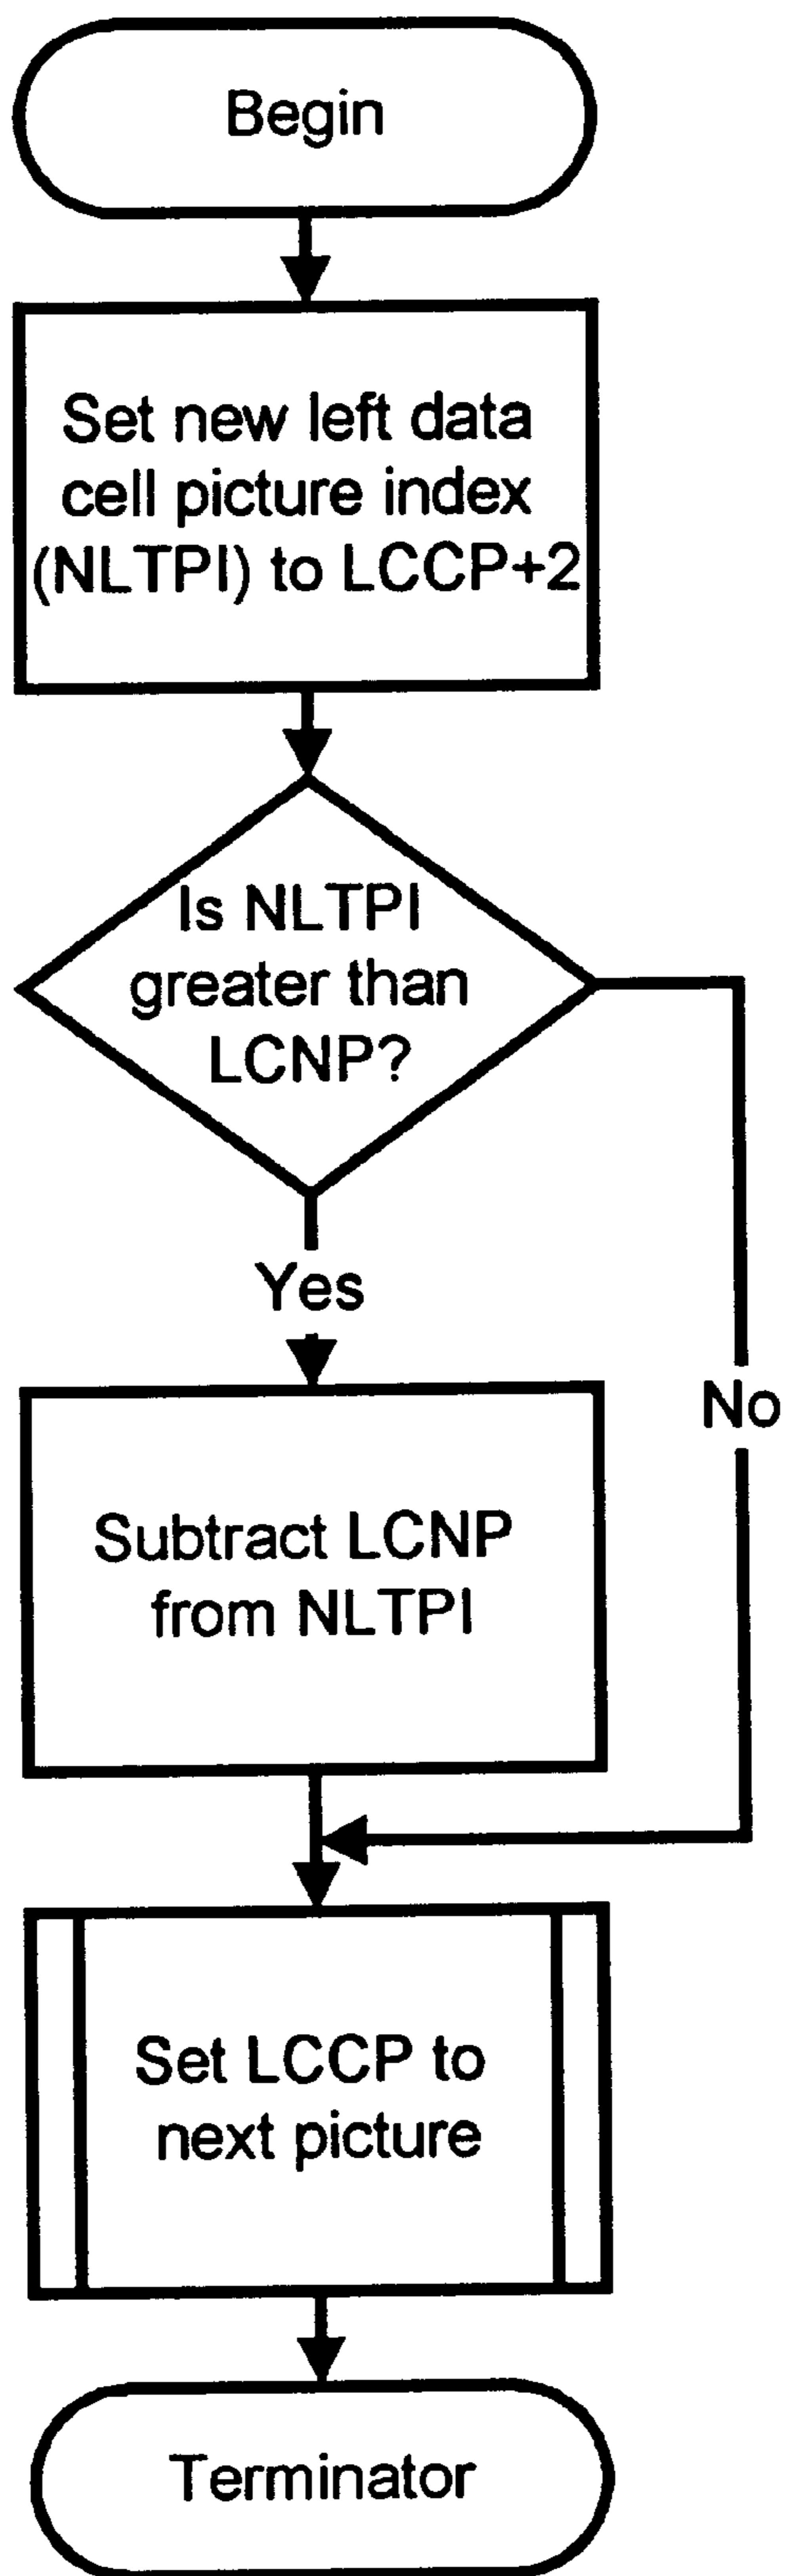 Begin
Set new left data
cell picture index
(NLTPI) to LCCP+2
Is NLTPI
greater than
LCNP?
Yes
No
Subtract LCNP
from NLTPI
Set LCCP to
next picture
Terminator